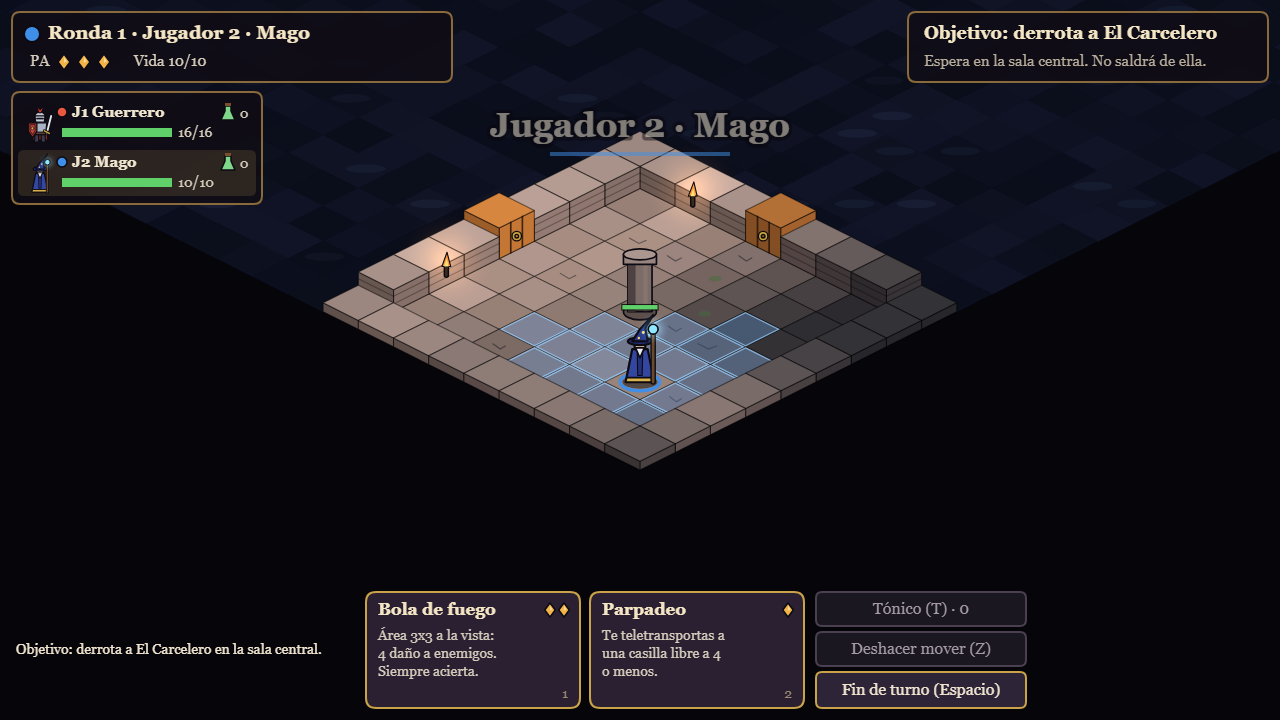 Ronda 1 · Jugador 2 · Mago
PA
Vida 10/10
Objetivo: derrota a El Carcelero
Espera en la sala central. No saldrá de ella.
J1 Guerrero
0
16/16
J2 Mago
0
10/10
Jugador 2 · Mago
Objetivo: derrota a El Carcelero en la sala central.
Bola de fuego
Área 3x3 a la vista:
4 daño a enemigos.
Siempre acierta.
1
Parpadeo
Te teletransportas a
una casilla libre a 4
o menos.
2
Tónico (T) · 0
Deshacer mover (Z)
Fin de turno (Espacio)